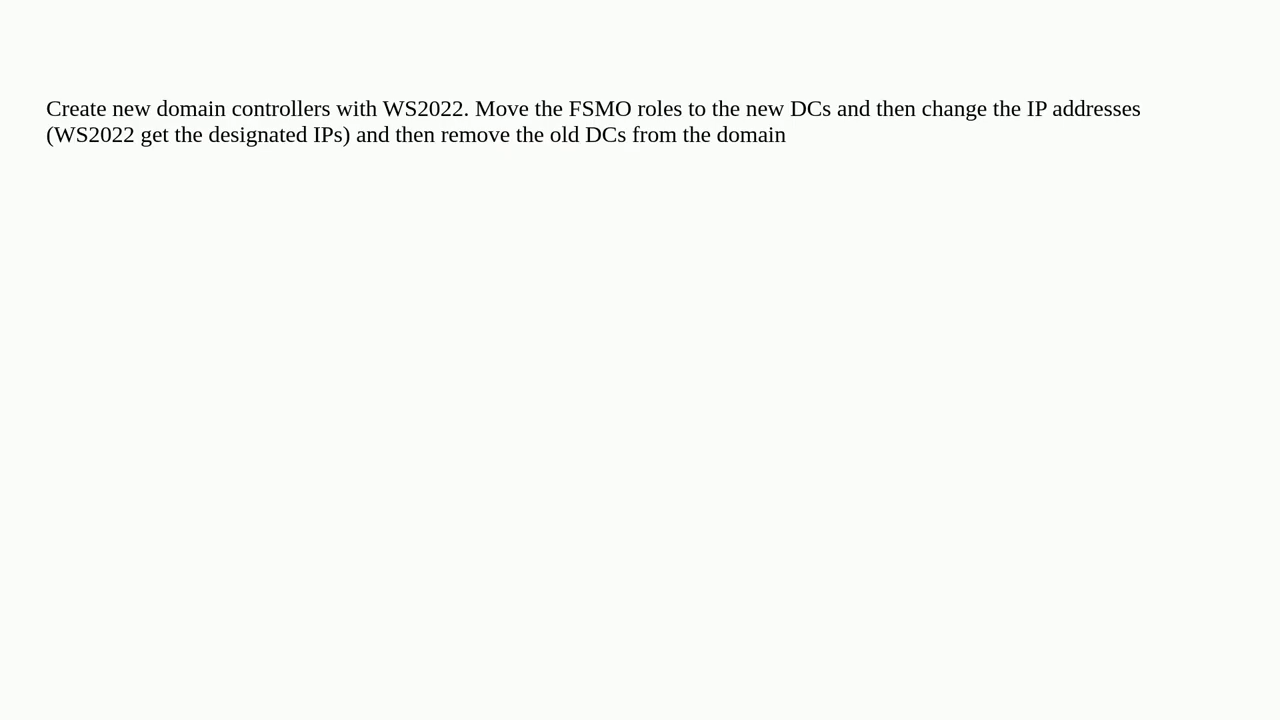 Create new domain controllers with WS2022. Move the FSMO roles to the new DCs and then change the IP addresses
(WS2022 get the designated IPs) and then remove the old DCs from the domain